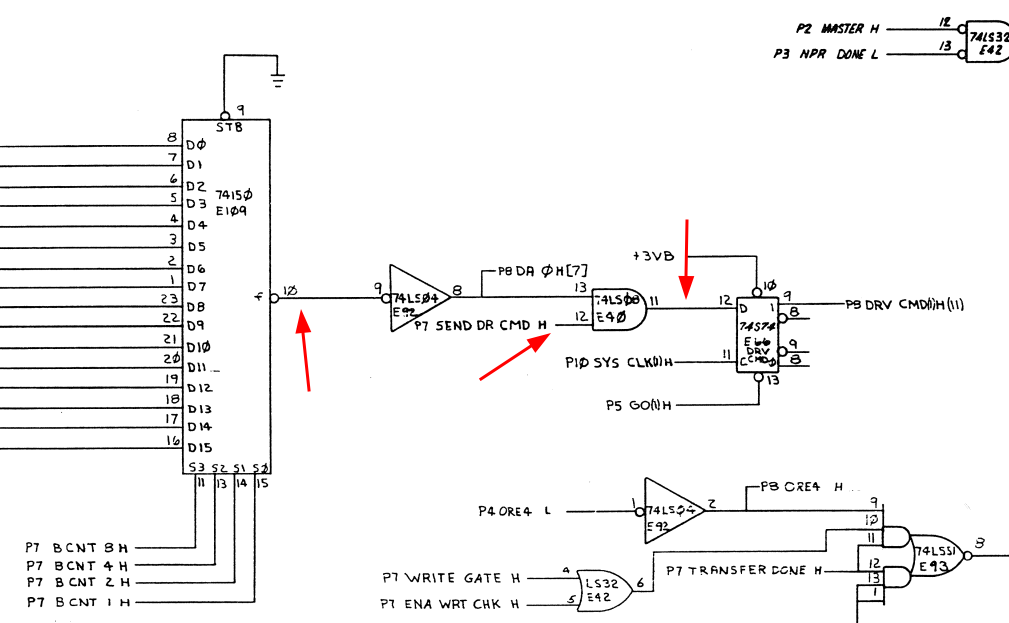 P2 MASTER H 12
P3 NPR DONE L 13
74LS32
E42
9
STB
8 DØ
7 D1
6 D2
5 D3
4 D4
3 D5
2 D6
1 D7
23 D8
22 D9
21 D1Ø
2Ø D11
19 D12
18 D13
17 D14
16 D15
7415Ø
E1Ø9
f 1Ø
S3 S2 S1 SØ
11 13 14 15
P7 BCNT 8 H
P7 BCNT 4 H
P7 BCNT 2 H
P7 BCNT 1 H
9 74LSØ4 8
E92
P8 DA ØH[7]
P7 SEND DR CMD H
13
12
74LSØ8
E4Ø
11
+3VB
1Ø
12 D 1 9
P8 DRV CMD(1)H(11)
8
74S74
E66
DRV
CMD
9
8
P1Ø SYS CLK(1)H 11 C
13
P5 GO(1)H
P4 ORE4 L 1 74LSØ4 2
E92
P8 ORE4 H
P7 WRITE GATE H 4
P7 ENA WRT CHK H 5
LS32
E42
6
P7 TRANSFER DONE H
9
1Ø
11
12
13
1
74LS51
E93
8